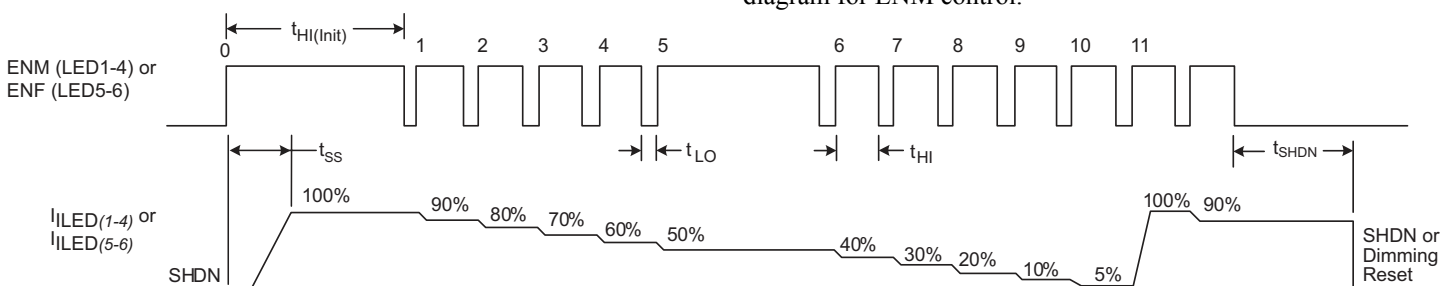 diagram for ENM control.
tHI(Init)
0 1 2 3 4 5 6 7 8 9 10 11
ENM (LED1-4) or
ENF (LED5-6)
tSS
tLO
tHI
tSHDN
100% 90% 80% 70% 60% 50% 40% 30% 20% 10% 5% 100% 90%
IILED(1-4) or
IILED(5-6)
SHDN
SHDN or
Dimming
Reset